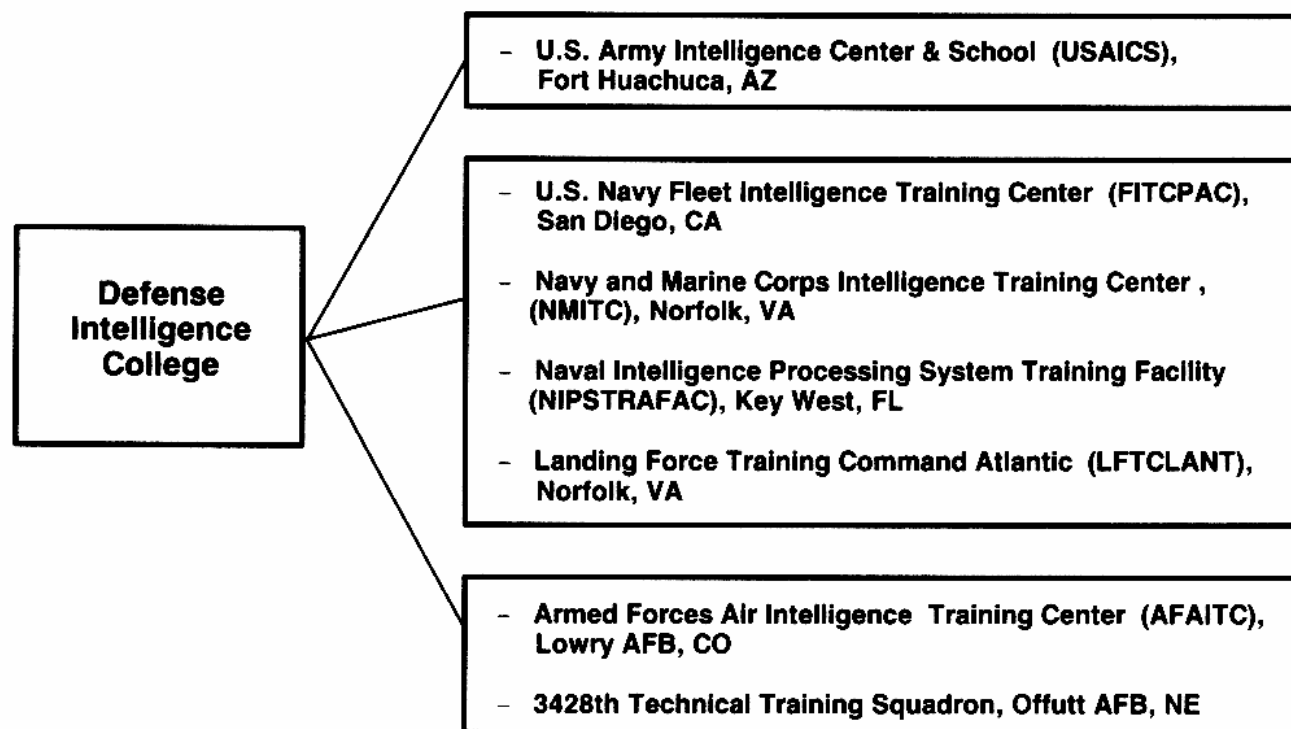 Defense
Intelligence
College
– U.S. Army Intelligence Center & School (USAICS),
Fort Huachuca, AZ
– U.S. Navy Fleet Intelligence Training Center (FITCPAC),
San Diego, CA
– Navy and Marine Corps Intelligence Training Center ,
(NMITC), Norfolk, VA
– Naval Intelligence Processing System Training Facility
(NIPSTRAFAC), Key West, FL
– Landing Force Training Command Atlantic (LFTCLANT),
Norfolk, VA
– Armed Forces Air Intelligence Training Center (AFAITC),
Lowry AFB, CO
– 3428th Technical Training Squadron, Offutt AFB, NE